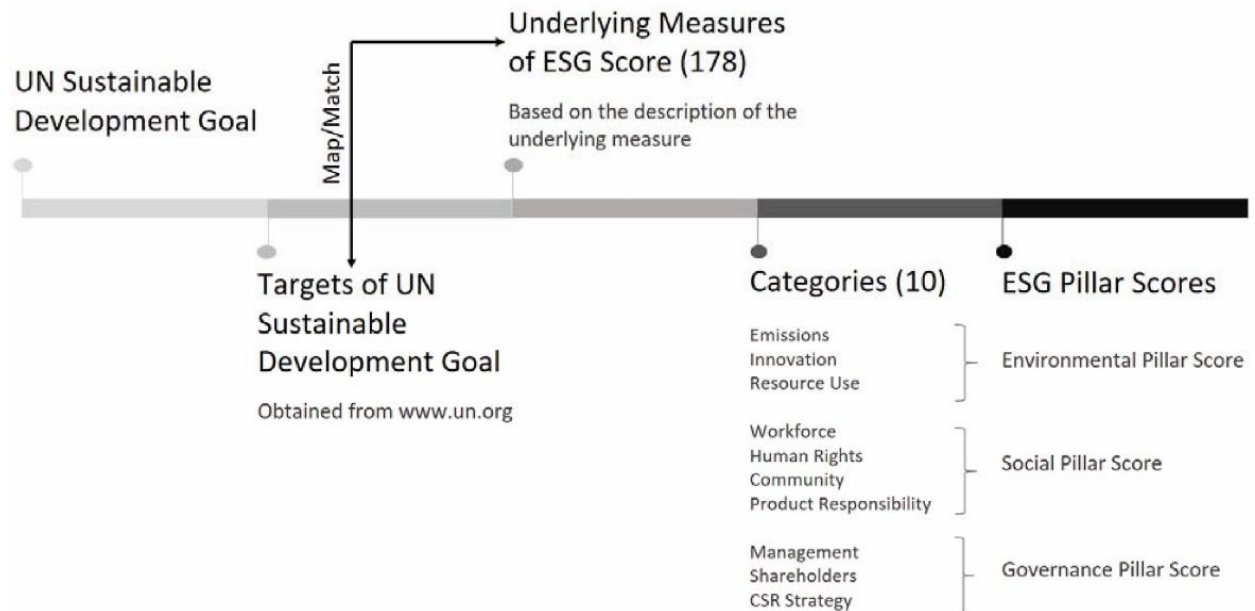 UN Sustainable
Development Goal
Map/Match
Underlying Measures
of ESG Score (178)
Based on the description of the
underlying measure
Targets of UN
Sustainable
Development Goal
Obtained from www.un.org
Categories (10)
Emissions
Innovation
Resource Use
Workforce
Human Rights
Community
Product Responsibility
Management
Shareholders
CSR Strategy
ESG Pillar Scores
Environmental Pillar Score
Social Pillar Score
Governance Pillar Score